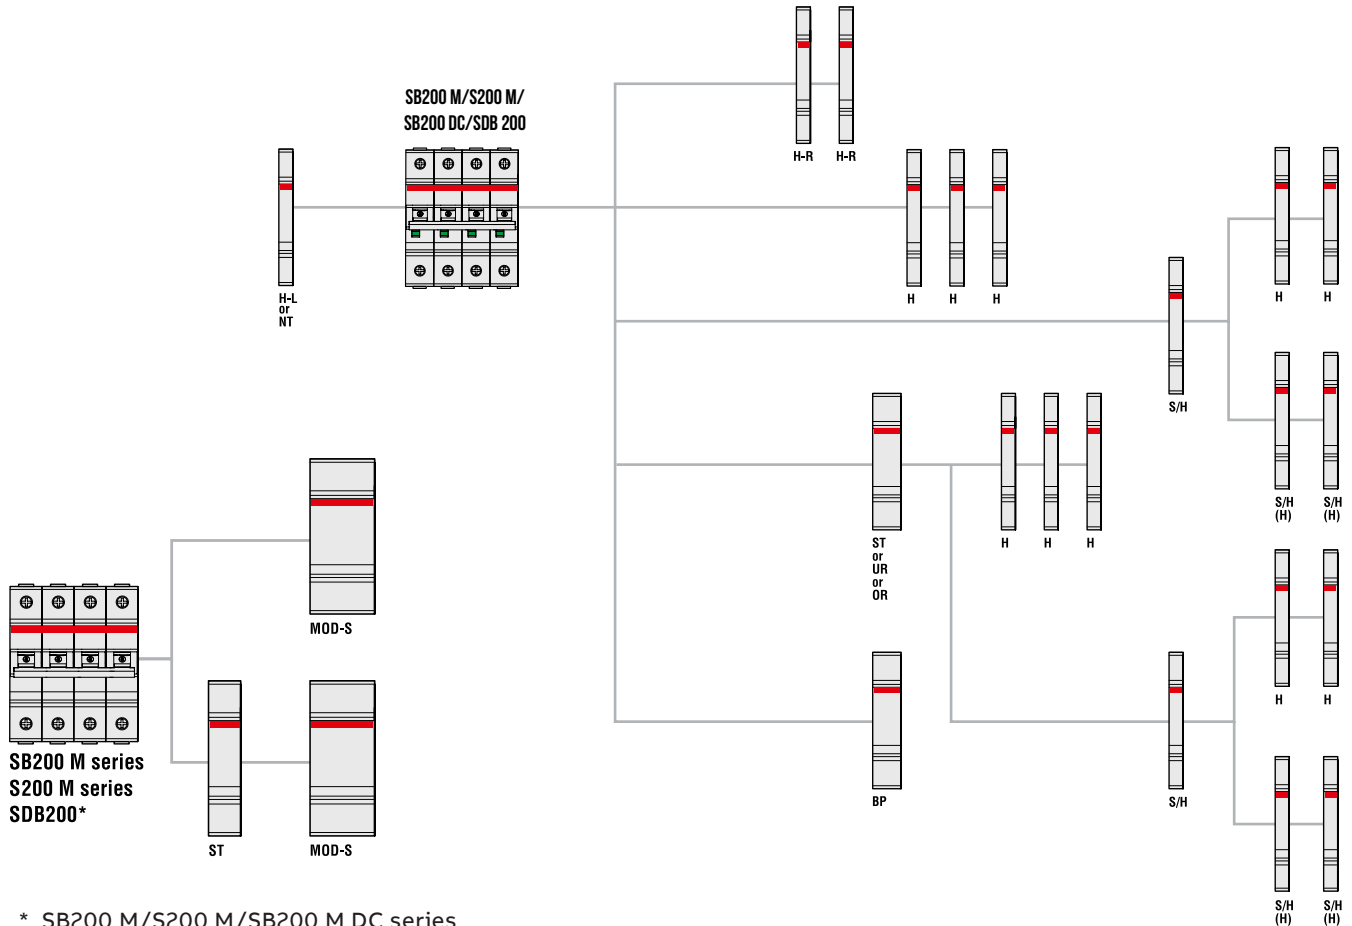 SB200 M/S200 M/
SB200 DC/SDB 200
H-R
H-R
H-L
or
NT
H
H
H
H
H
S/H
S/H
(H)
S/H
(H)
ST
or
UR
or
OR
H
H
H
MOD-S
H
H
SB200 M series
S200 M series
SDB200*
BP
S/H
ST
MOD-S
S/H
(H)
S/H
(H)
* SB200 M/S200 M/SB200 M DC series